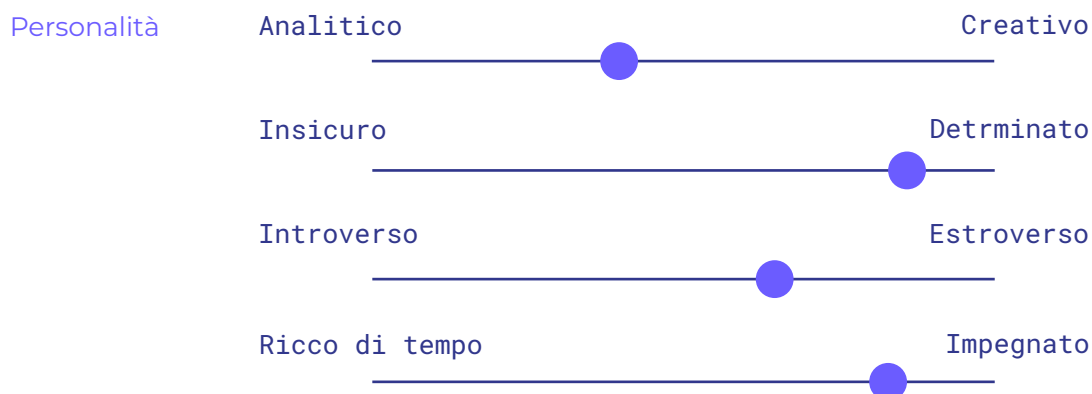 Personalità
Analitico Creativo
Insicuro Detrminato
Introverso Estroverso
Ricco di tempo Impegnato